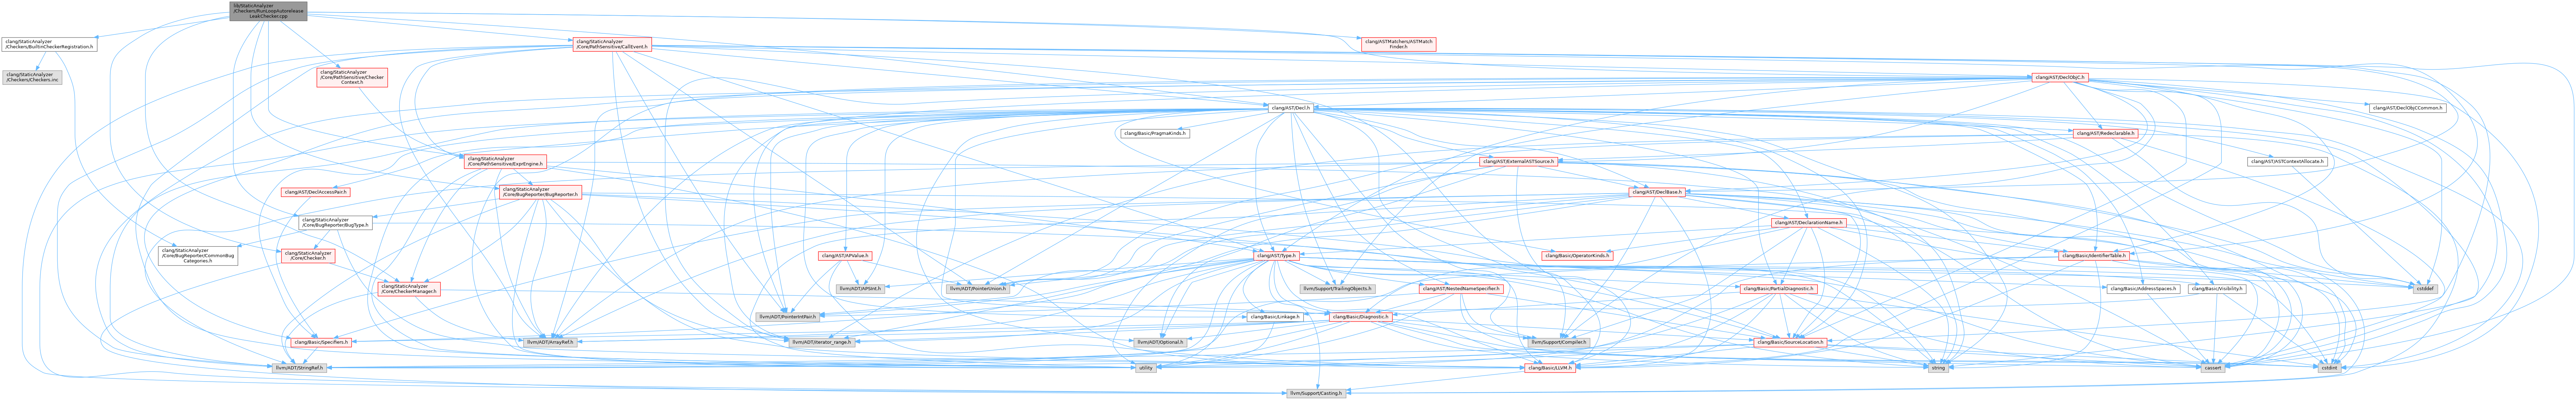 lib/StaticAnalyzer
/Checkers/RunLoopAutorelease
LeakChecker.cpp
clang/StaticAnalyzer
/Checkers/BuiltinCheckerRegistration.h
clang/StaticAnalyzer
/Core/PathSensitive/CallEvent.h
clang/ASTMatchers/ASTMatch
Finder.h
clang/StaticAnalyzer
/Checkers/Checkers.inc
clang/StaticAnalyzer
/Core/PathSensitive/Checker
Context.h
clang/AST/DeclObjC.h
clang/AST/Decl.h
clang/AST/DeclObjCCommon.h
clang/Basic/PragmaKinds.h
clang/AST/Redeclarable.h
clang/StaticAnalyzer
/Core/PathSensitive/ExprEngine.h
clang/AST/ExternalASTSource.h
clang/AST/ASTContextAllocate.h
clang/AST/DeclAccessPair.h
clang/StaticAnalyzer
/Core/BugReporter/BugReporter.h
clang/AST/DeclBase.h
clang/StaticAnalyzer
/Core/BugReporter/BugType.h
clang/AST/DeclarationName.h
clang/StaticAnalyzer
/Core/BugReporter/CommonBug
Categories.h
clang/StaticAnalyzer
/Core/Checker.h
clang/AST/APValue.h
clang/AST/Type.h
clang/Basic/OperatorKinds.h
clang/Basic/IdentifierTable.h
clang/StaticAnalyzer
/Core/CheckerManager.h
llvm/ADT/APSInt.h
llvm/ADT/PointerUnion.h
llvm/Support/TrailingObjects.h
clang/AST/NestedNameSpecifier.h
clang/Basic/PartialDiagnostic.h
clang/Basic/AddressSpaces.h
clang/Basic/Visibility.h
cstddef
llvm/ADT/PointerIntPair.h
clang/Basic/Linkage.h
clang/Basic/Diagnostic.h
clang/Basic/Specifiers.h
llvm/ADT/ArrayRef.h
llvm/ADT/iterator_range.h
llvm/ADT/Optional.h
llvm/Support/Compiler.h
clang/Basic/SourceLocation.h
llvm/ADT/StringRef.h
utility
clang/Basic/LLVM.h
string
cassert
cstdint
llvm/Support/Casting.h